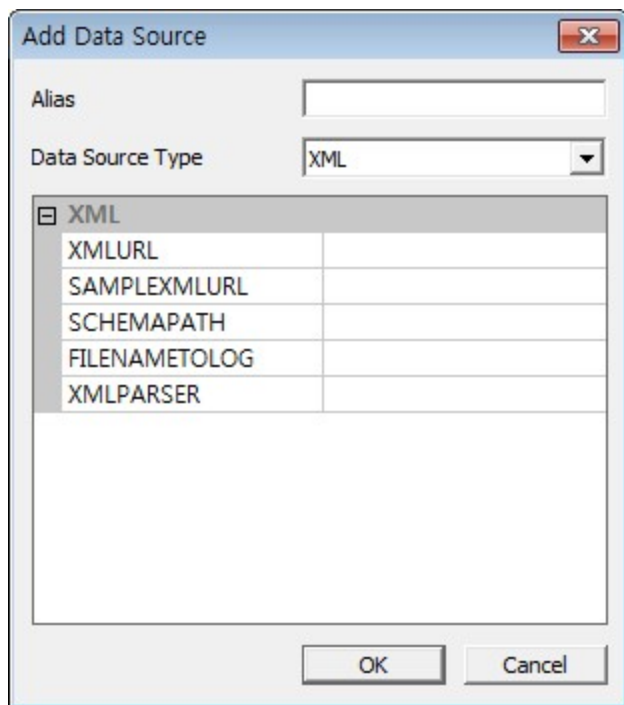 Add Data Source
Alias
Data Source Type XML
XML
XMLURL
SAMPLEXMLURL
SCHEMAPATH
FILENAMETOLOG
XMLPARSER
OK Cancel